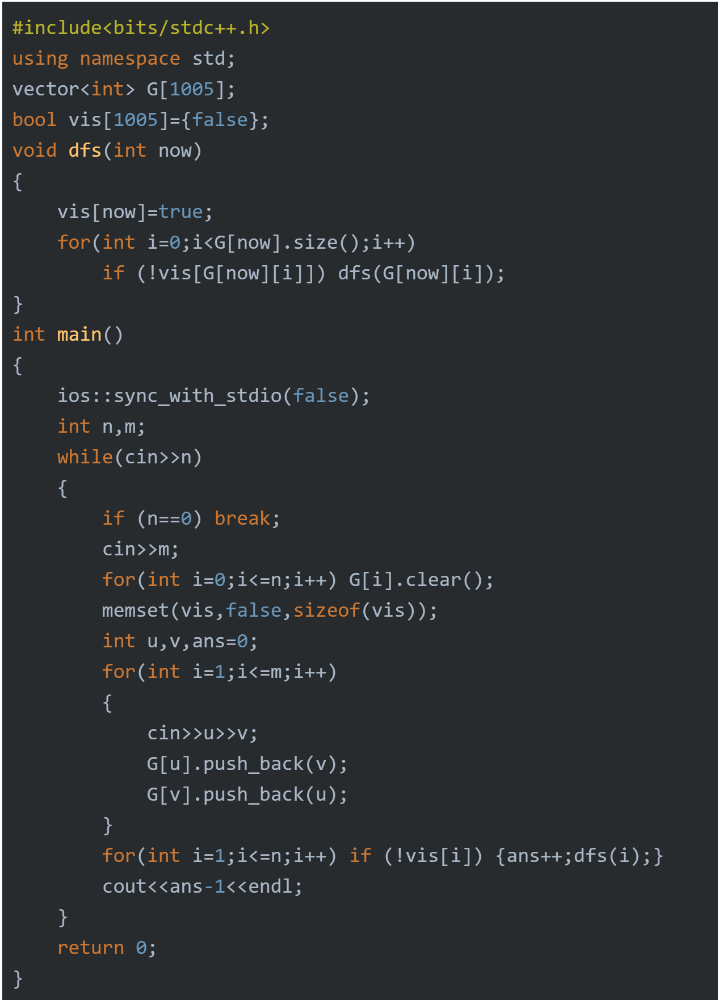 #include<bits/stdc++.h>
using namespace std;
vector<int> G[1005];
bool vis[1005]={false};
void dfs(int now)
{
    vis[now]=true;
    for(int i=0;i<G[now].size();i++)
        if (!vis[G[now][i]]) dfs(G[now][i]);
}
int main()
{
    ios::sync_with_stdio(false);
    int n,m;
    while(cin>>n)
    {
        if (n==0) break;
        cin>>m;
        for(int i=0;i<=n;i++) G[i].clear();
        memset(vis,false,sizeof(vis));
        int u,v,ans=0;
        for(int i=1;i<=m;i++)
        {
            cin>>u>>v;
            G[u].push_back(v);
            G[v].push_back(u);
        }
        for(int i=1;i<=n;i++) if (!vis[i]) {ans++;dfs(i);}
        cout<<ans-1<<endl;
    }
    return 0;
}